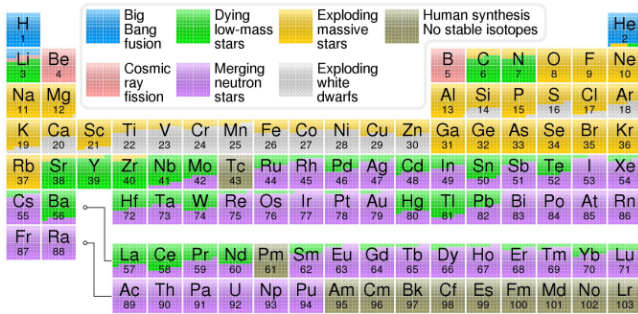 H
1
Big
Bang
fusion
Dying
low-mass
stars
Exploding
massive
stars
Human synthesis
No stable isotopes
He
2
Li Be
3 4
Cosmic
ray
fission
Merging
neutron
stars
Exploding
white
dwarfs
B C N O F Ne
5 6 7 8 9 10
Na Mg Al Si P S Cl Ar
11 12 13 14 15 16 17 18
K Ca Sc Ti V Cr Mn Fe Co Ni Cu Zn Ga Ge As Se Br Kr
19 20 21 22 23 24 25 26 27 28 29 30 31 32 33 34 35 36
Rb Sr Y Zr Nb Mo Tc Ru Rh Pd Ag Cd In Sn Sb Te I Xe
37 38 39 40 41 42 43 44 45 46 47 48 49 50 51 52 53 54
Cs Ba Hf Ta W Re Os Ir Pt Au Hg Tl Pb Bi Po At Rn
55 56 72 73 74 75 76 77 78 79 80 81 82 83 84 85 86
Fr Ra
87 88
La Ce Pr Nd Pm Sm Eu Gd Tb Dy Ho Er Tm Yb Lu
57 58 59 60 61 62 63 64 65 66 67 68 69 70 71
Ac Th Pa U Np Pu Am Cm Bk Cf Es Fm Md No Lr
89 90 91 92 93 94 95 96 97 98 99 100 101 102 103